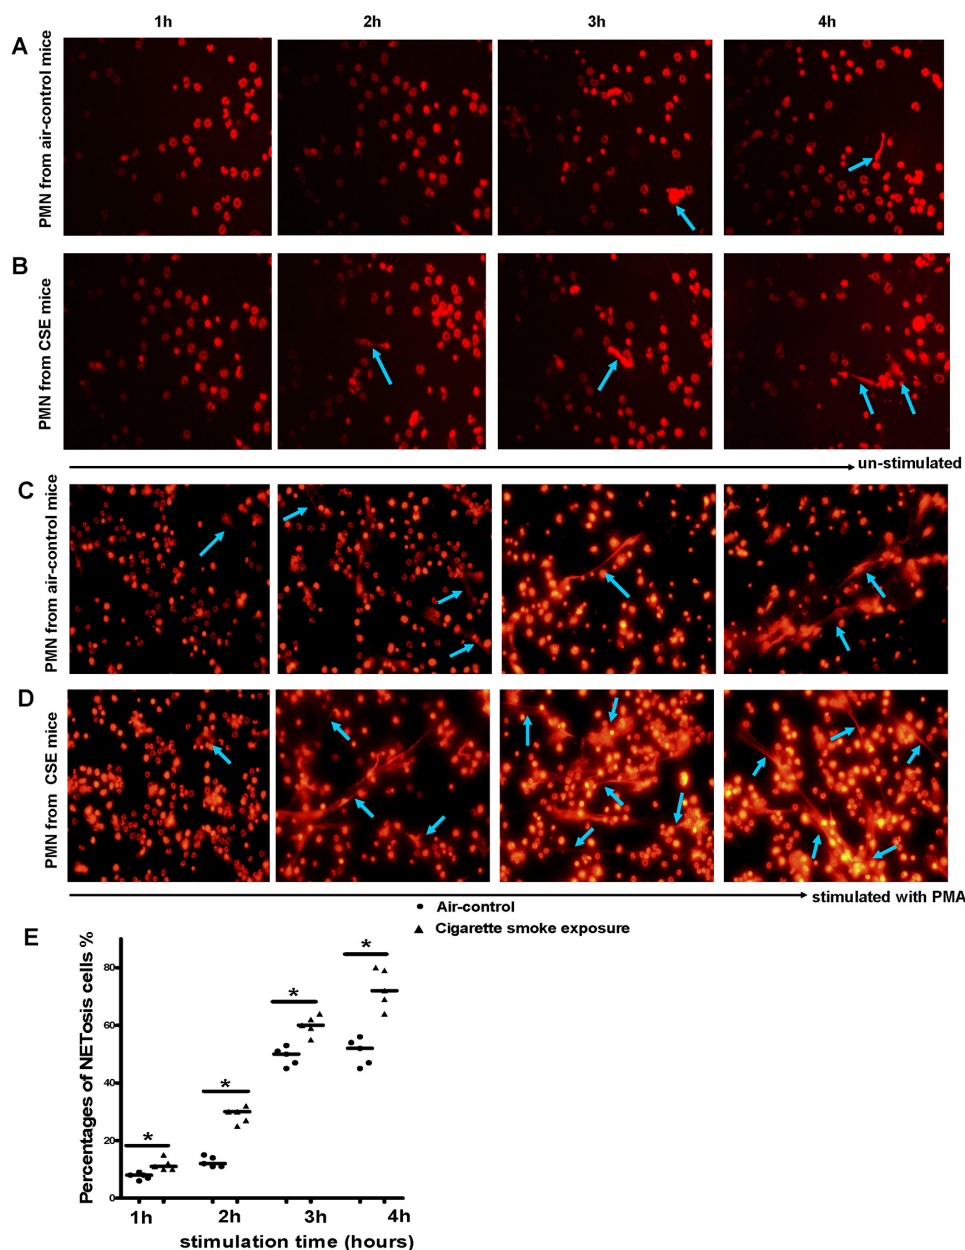 1h 2h 3h 4h
A
PMN from air-control mice
B
PMN from CSE mice
un-stimulated
C
PMN from air-control mice
D
PMN from CSE mice
stimulated with PMA
Air-control
Cigarette smoke exposure
E
Percentages of NETosis cells %
80
60
40
20
0
* * * *
1h 2h 3h 4h
stimulation time (hours)